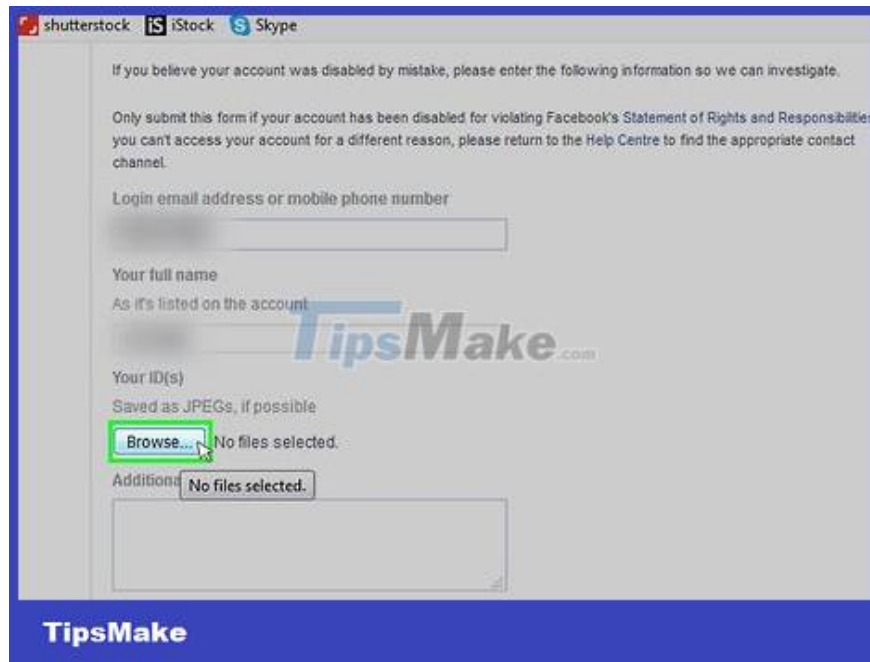 shutterstock iS iStock S Skype
If you believe your account was disabled by mistake, please enter the following information so we can investigate.
Only submit this form if your account has been disabled for violating Facebook's Statement of Rights and Responsibilities
you can't access your account for a different reason, please return to the Help Centre to find the appropriate contact
channel.
Login email address or mobile phone number
Your full name
As it's listed on the account
TipsMake.com
Your ID(s)
Saved as JPEGs, if possible
Browse... No files selected.
Additiona
No files selected.
TipsMake